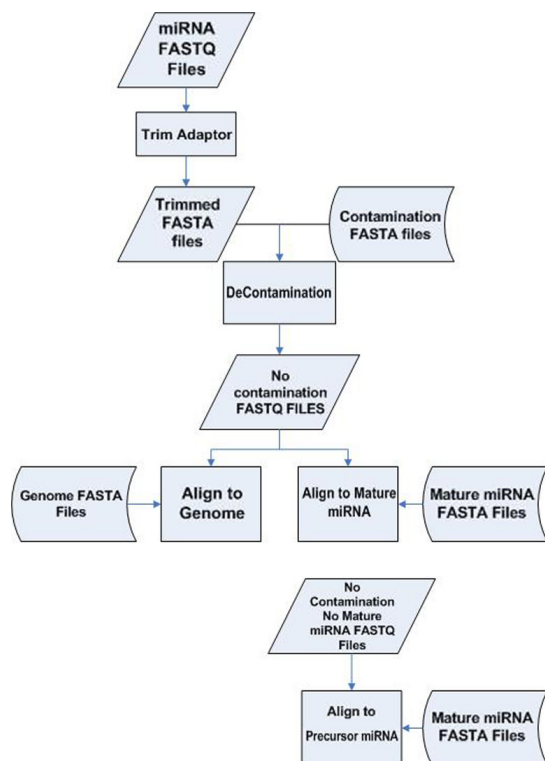 miRNA
FASTQ
Files
Trim Adaptor
Trimmed
FASTA
files
Contamination
FASTA files
DeContamination
No
contamination
FASTQ FILES
Genome FASTA
Files
Align to
Genome
Align to Mature
miRNA
Mature miRNA
FASTA Files
No
Contamination
No Mature
miRNA FASTQ
Files
Align to
Precursor miRNA
Mature miRNA
FASTA Files